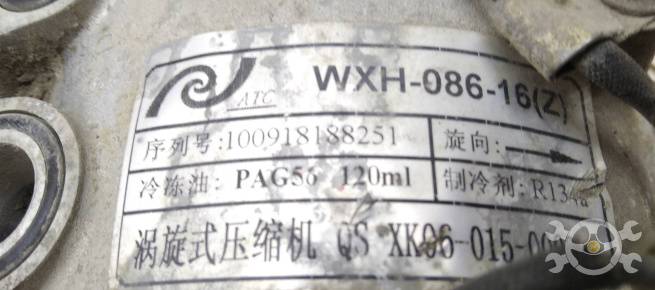 ATC WXH-086-16(Z)
序列号:100918188251 旋向:
冷冻油: PAG56 120ml 制冷剂: R134a
涡旋式压缩机 QS XK06-015-